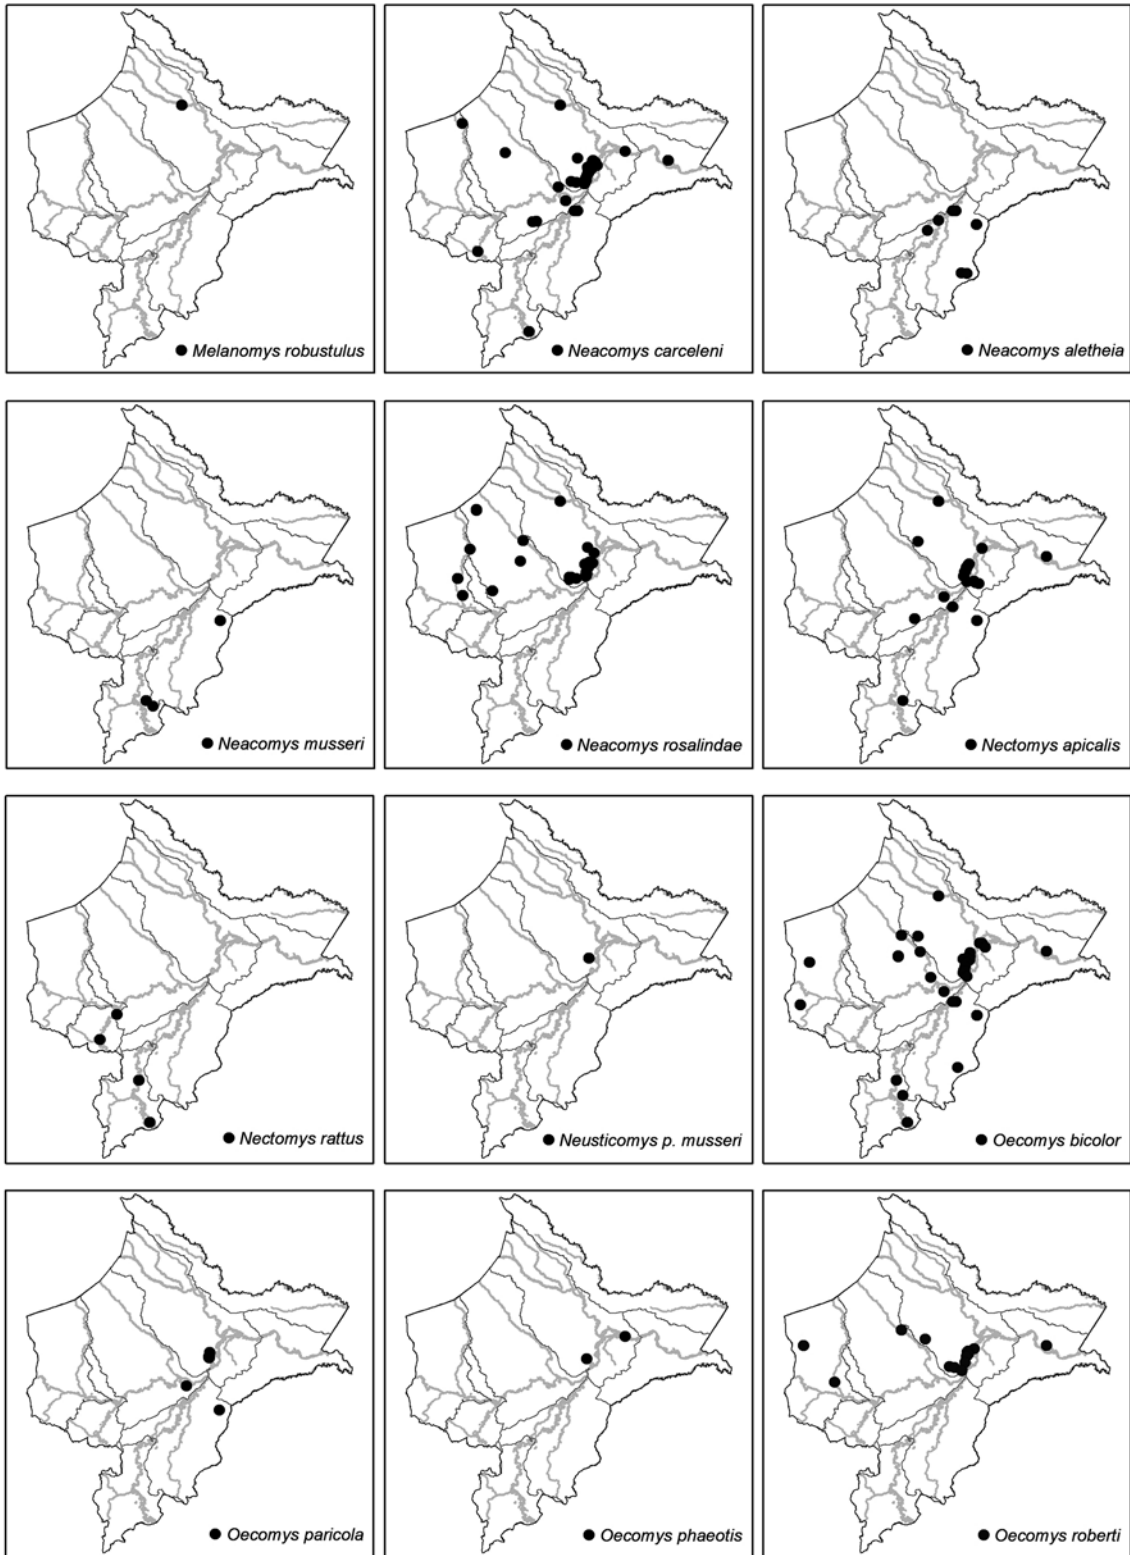 Melanomys robustulus
Neacomys carceleni
Neacomys aletheia
Neacomys musseri
Neacomys rosalindae
Nectomys apicalis
Nectomys rattus
Neusticomys p. musseri
Oecomys bicolor
Oecomys paricola
Oecomys phaeotis
Oecomys roberti